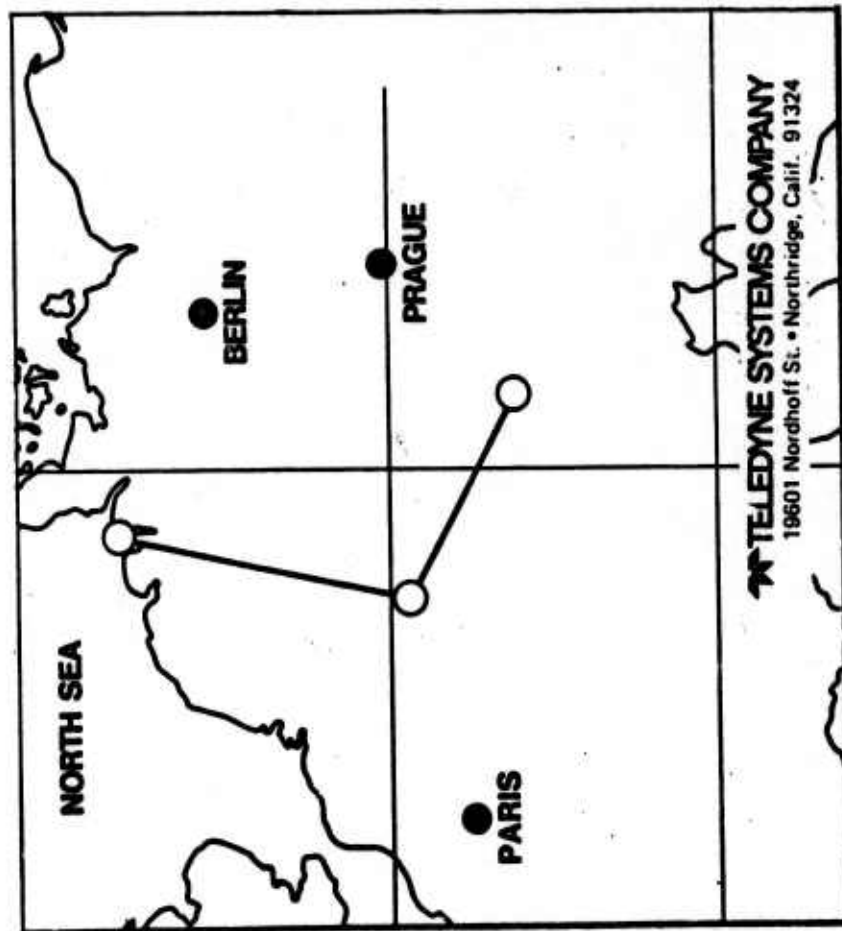 NORTH SEA
BERLIN
PRAGUE
PARIS
TELEDYNE SYSTEMS COMPANY
19601 Nordhoff St. • Northridge, Calif. 91324